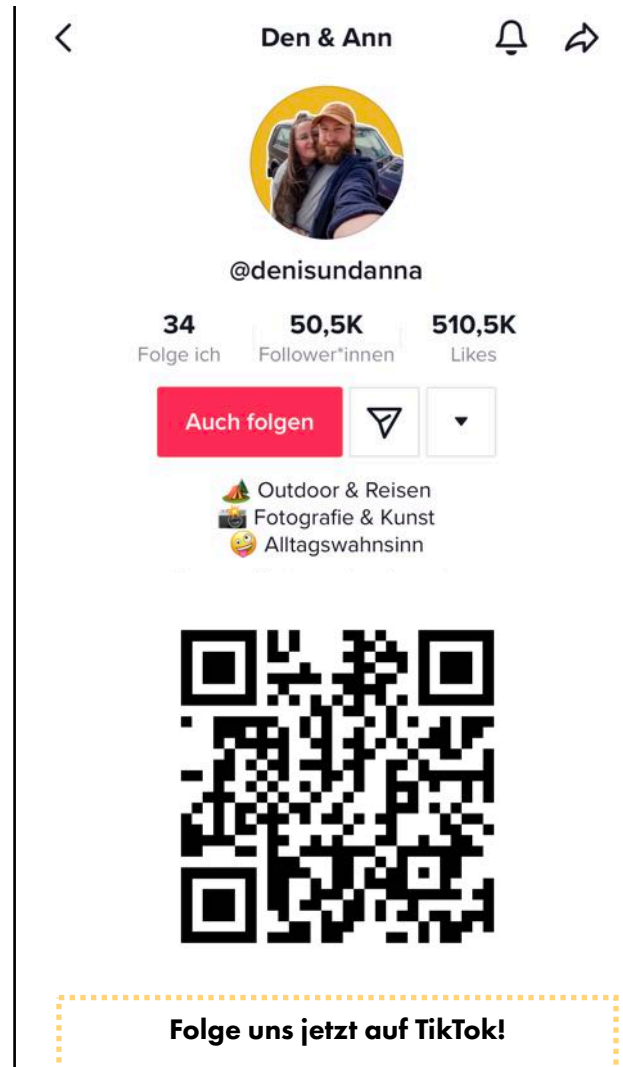 Den & Ann
@denisundanna
34 50,5K 510,5K
Folge ich Follower*innen Likes
Auch folgen
🏕️ Outdoor & Reisen
📸 Fotografie & Kunst
🤪 Alltagswahnsinn
Folge uns jetzt auf TikTok!